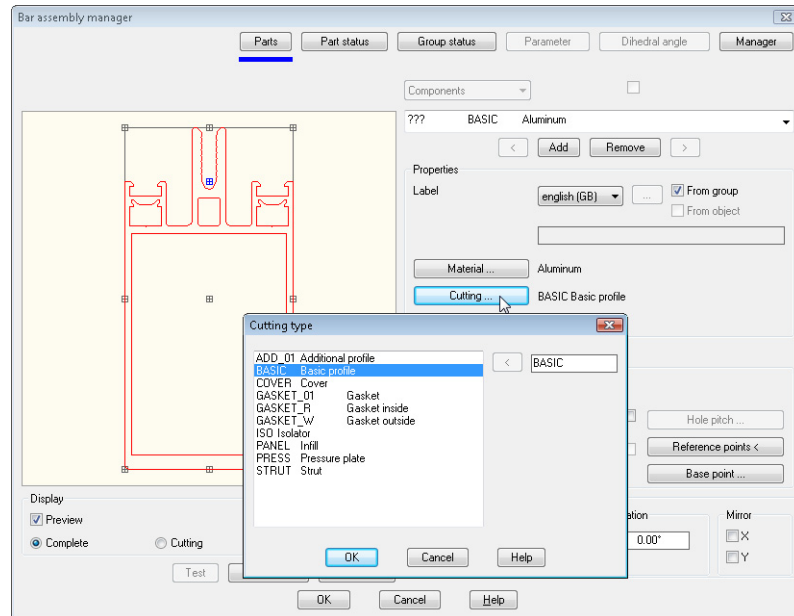 Bar assembly manager
Parts Part status Group status Parameter Dihedral angle Manager
Components
??? BASIC Aluminum
< Add Remove >
Properties
Label english (GB) ... From group
From object
Material ... Aluminum
Cutting ... BASIC Basic profile
Cutting type
ADD_01 Additional profile < BASIC
BASIC Basic profile
COVER Cover
GASKET_01 Gasket
GASKET_R Gasket inside
GASKET_W Gasket outside
ISO Isolator
PANEL Infill
PRESS Pressure plate
STRUT Strut
Hole pitch ...
Reference points <
Base point ...
Display
Preview
Complete Cutting
ation Mirror
0.00° X
Y
OK Cancel Help
Test
OK Cancel Help